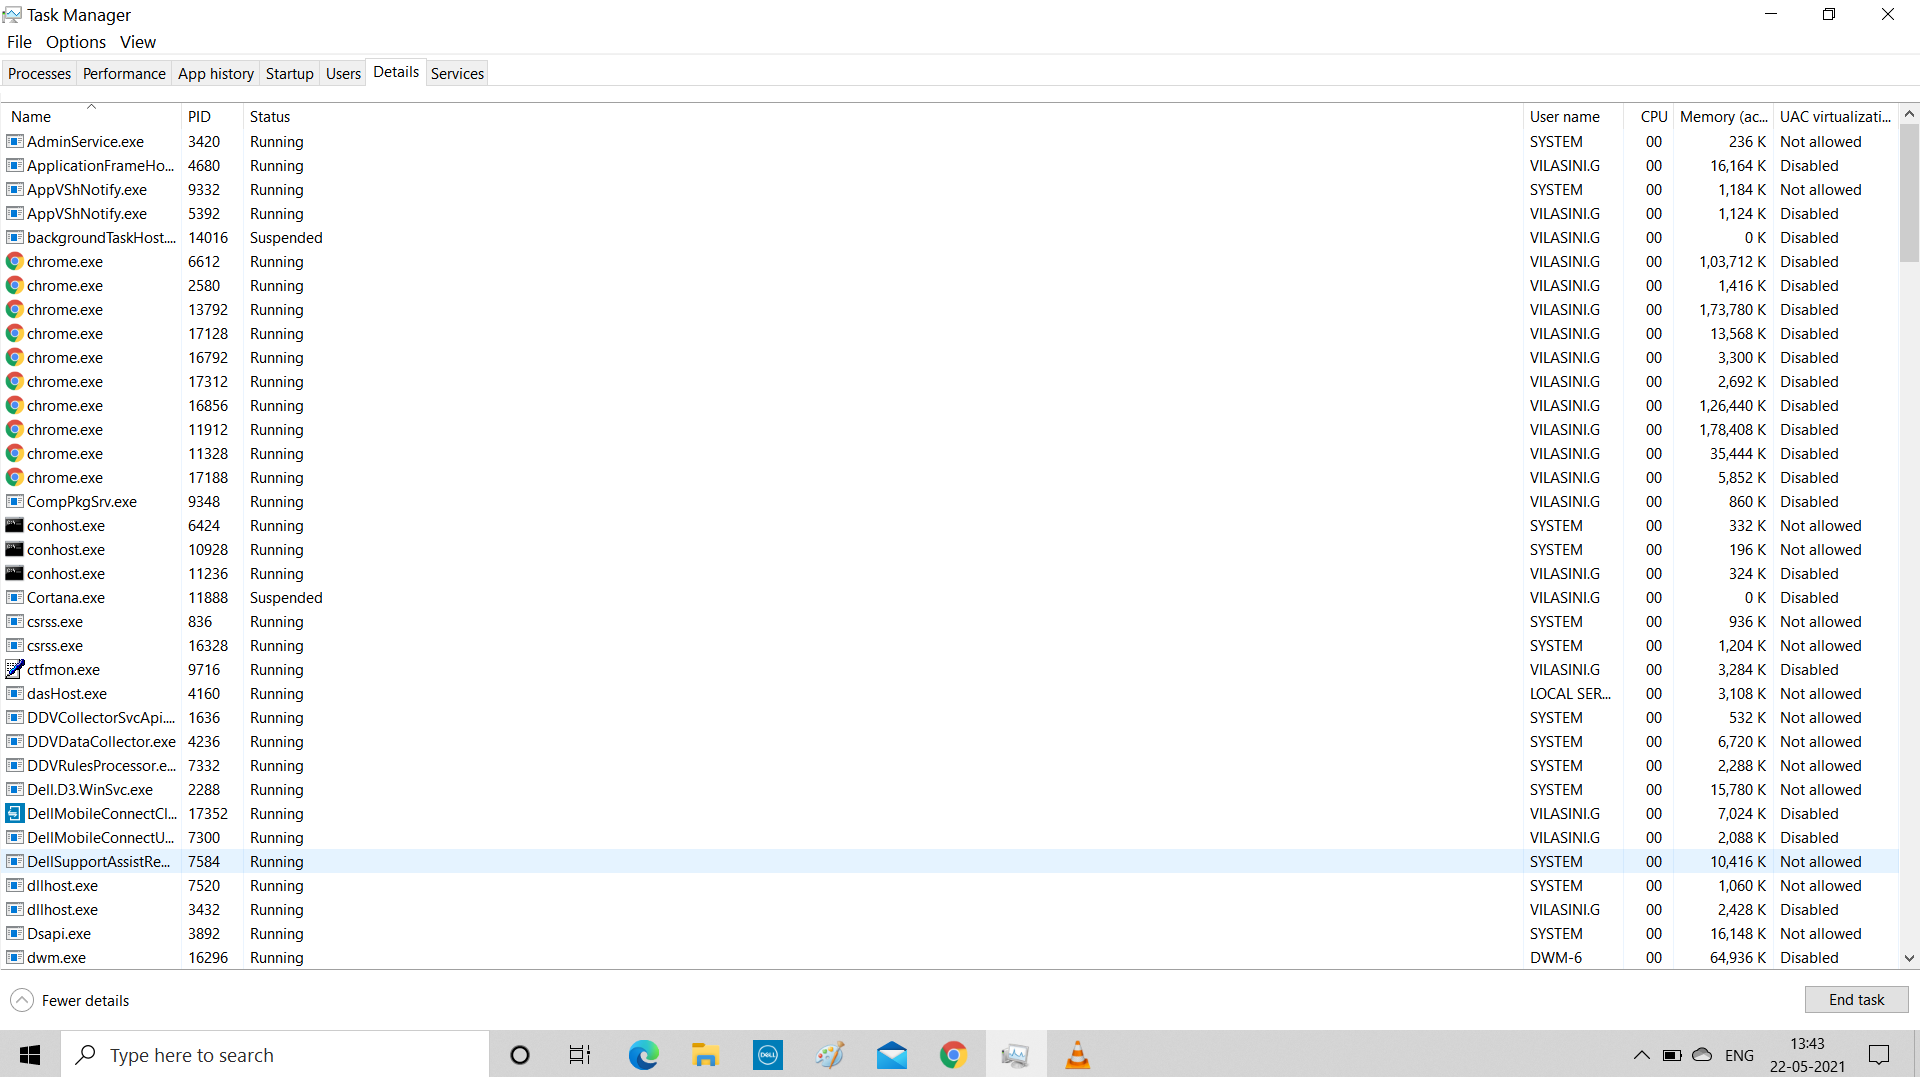 Task Manager
File Options View
Processes Performance App history Startup Users Details Services
Name PID Status User name CPU Memory (ac... UAC virtualizati...
AdminService.exe 3420 Running SYSTEM 00 236 K Not allowed
ApplicationFrameHo... 4680 Running VILASINI.G 00 16,164 K Disabled
AppVShNotify.exe 9332 Running SYSTEM 00 1,184 K Not allowed
AppVShNotify.exe 5392 Running VILASINI.G 00 1,124 K Disabled
backgroundTaskHost.... 14016 Suspended VILASINI.G 00 0 K Disabled
chrome.exe 6612 Running VILASINI.G 00 1,03,712 K Disabled
chrome.exe 2580 Running VILASINI.G 00 1,416 K Disabled
chrome.exe 13792 Running VILASINI.G 00 1,73,780 K Disabled
chrome.exe 17128 Running VILASINI.G 00 13,568 K Disabled
chrome.exe 16792 Running VILASINI.G 00 3,300 K Disabled
chrome.exe 17312 Running VILASINI.G 00 2,692 K Disabled
chrome.exe 16856 Running VILASINI.G 00 1,26,440 K Disabled
chrome.exe 11912 Running VILASINI.G 00 1,78,408 K Disabled
chrome.exe 11328 Running VILASINI.G 00 35,444 K Disabled
chrome.exe 17188 Running VILASINI.G 00 5,852 K Disabled
CompPkgSrv.exe 9348 Running VILASINI.G 00 860 K Disabled
conhost.exe 6424 Running SYSTEM 00 332 K Not allowed
conhost.exe 10928 Running SYSTEM 00 196 K Not allowed
conhost.exe 11236 Running VILASINI.G 00 324 K Disabled
Cortana.exe 11888 Suspended VILASINI.G 00 0 K Disabled
csrss.exe 836 Running SYSTEM 00 936 K Not allowed
csrss.exe 16328 Running SYSTEM 00 1,204 K Not allowed
ctfmon.exe 9716 Running VILASINI.G 00 3,284 K Disabled
dasHost.exe 4160 Running LOCAL SER... 00 3,108 K Not allowed
DDVCollectorSvcApi.... 1636 Running SYSTEM 00 532 K Not allowed
DDVDataCollector.exe 4236 Running SYSTEM 00 6,720 K Not allowed
DDVRulesProcessor.e... 7332 Running SYSTEM 00 2,288 K Not allowed
Dell.D3.WinSvc.exe 2288 Running SYSTEM 00 15,780 K Not allowed
DellMobileConnectCl... 17352 Running VILASINI.G 00 7,024 K Disabled
DellMobileConnectU... 7300 Running VILASINI.G 00 2,088 K Disabled
DellSupportAssistRe... 7584 Running SYSTEM 00 10,416 K Not allowed
dllhost.exe 7520 Running SYSTEM 00 1,060 K Not allowed
dllhost.exe 3432 Running VILASINI.G 00 2,428 K Disabled
Dsapi.exe 3892 Running SYSTEM 00 16,148 K Not allowed
dwm.exe 16296 Running DWM-6 00 64,936 K Disabled
Fewer details End task
Type here to search DELL ENG 13:43
22-05-2021